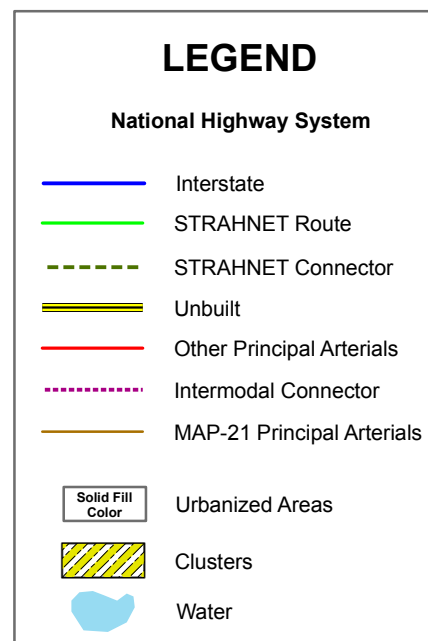 LEGEND
National Highway System
Interstate
STRAHNET Route
STRAHNET Connector
Unbuilt
Other Principal Arterials
Intermodal Connector
MAP-21 Principal Arterials
Solid Fill
Color
Urbanized Areas
Clusters
Water